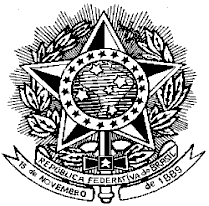 REPUBLICA FEDERATIVA do BRASIL
15 de NOVEMBRO de 1889